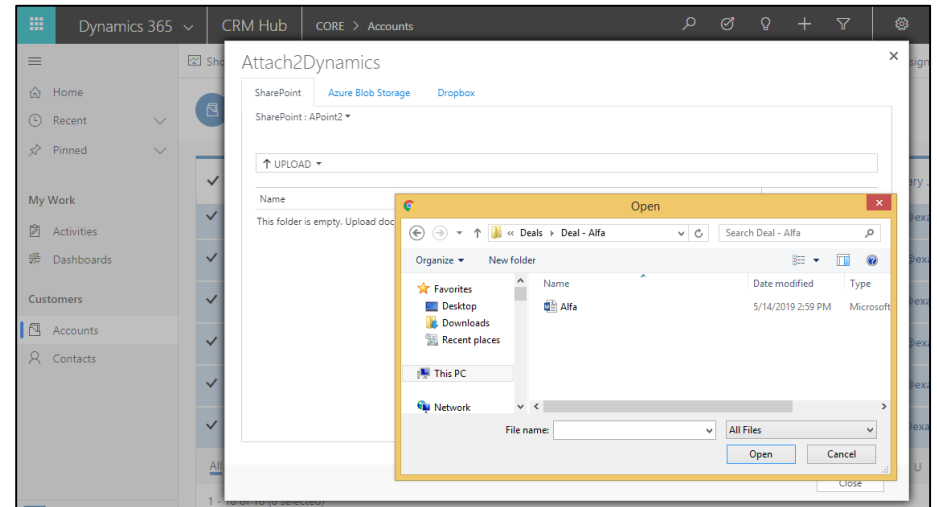 Dynamics 365
CRM Hub
CORE > Accounts
Sho
sign
Home
Recent
Pinned
My Work
Activities
Dashboards
Customers
Accounts
Contacts
Attach2Dynamics
SharePoint
Azure Blob Storage
Dropbox
SharePoint : APoint2
UPLOAD
Name
This folder is empty. Upload doc
Open
« Deals > Deal - Alfa
Search Deal - Alfa
Organize
New folder
Favorites
Desktop
Downloads
Recent places
This PC
Network
Name
Date modified
Type
Alfa
5/14/2019 2:59 PM
Microsoft
File name:
All Files
Open
Cancel
Close
All
U